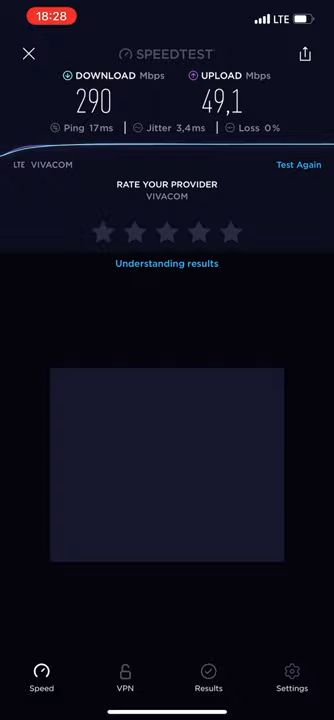 18:28
LTE
SPEEDTEST
DOWNLOAD Mbps UPLOAD Mbps
290 49,1
Ping 17ms Jitter 3,4ms Loss 0%
LTE VIVACOM Test Again
RATE YOUR PROVIDER
VIVACOM
Understanding results
Speed VPN Results Settings